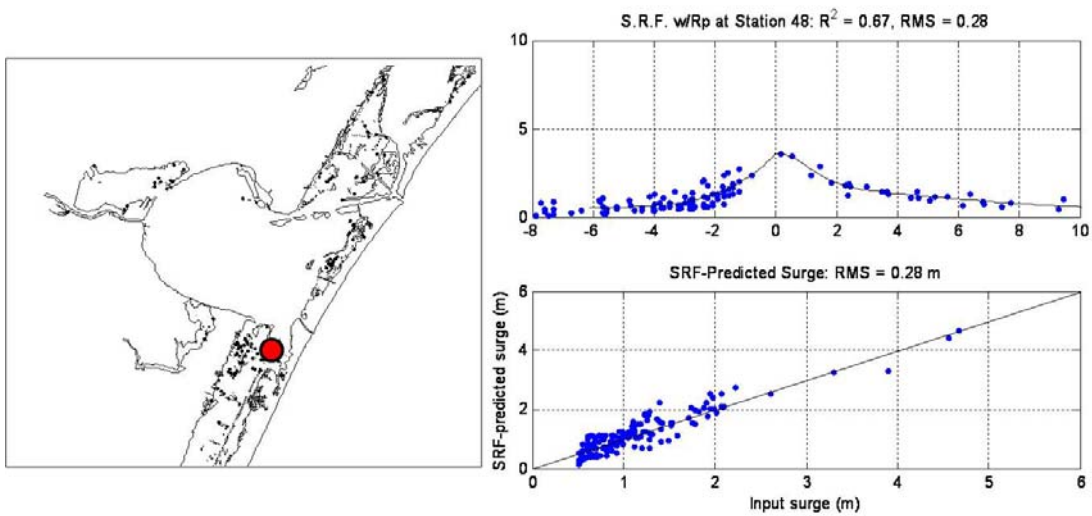 S.R.F. w/Rp at Station 48: R² = 0.67, RMS = 0.28
10
5
0
-8 -6 -4 -2 0 2 4 6 8 10
SRF-Predicted Surge: RMS = 0.28 m
SRF-predicted surge (m)
6
4
2
0
0 1 2 3 4 5 6
Input surge (m)